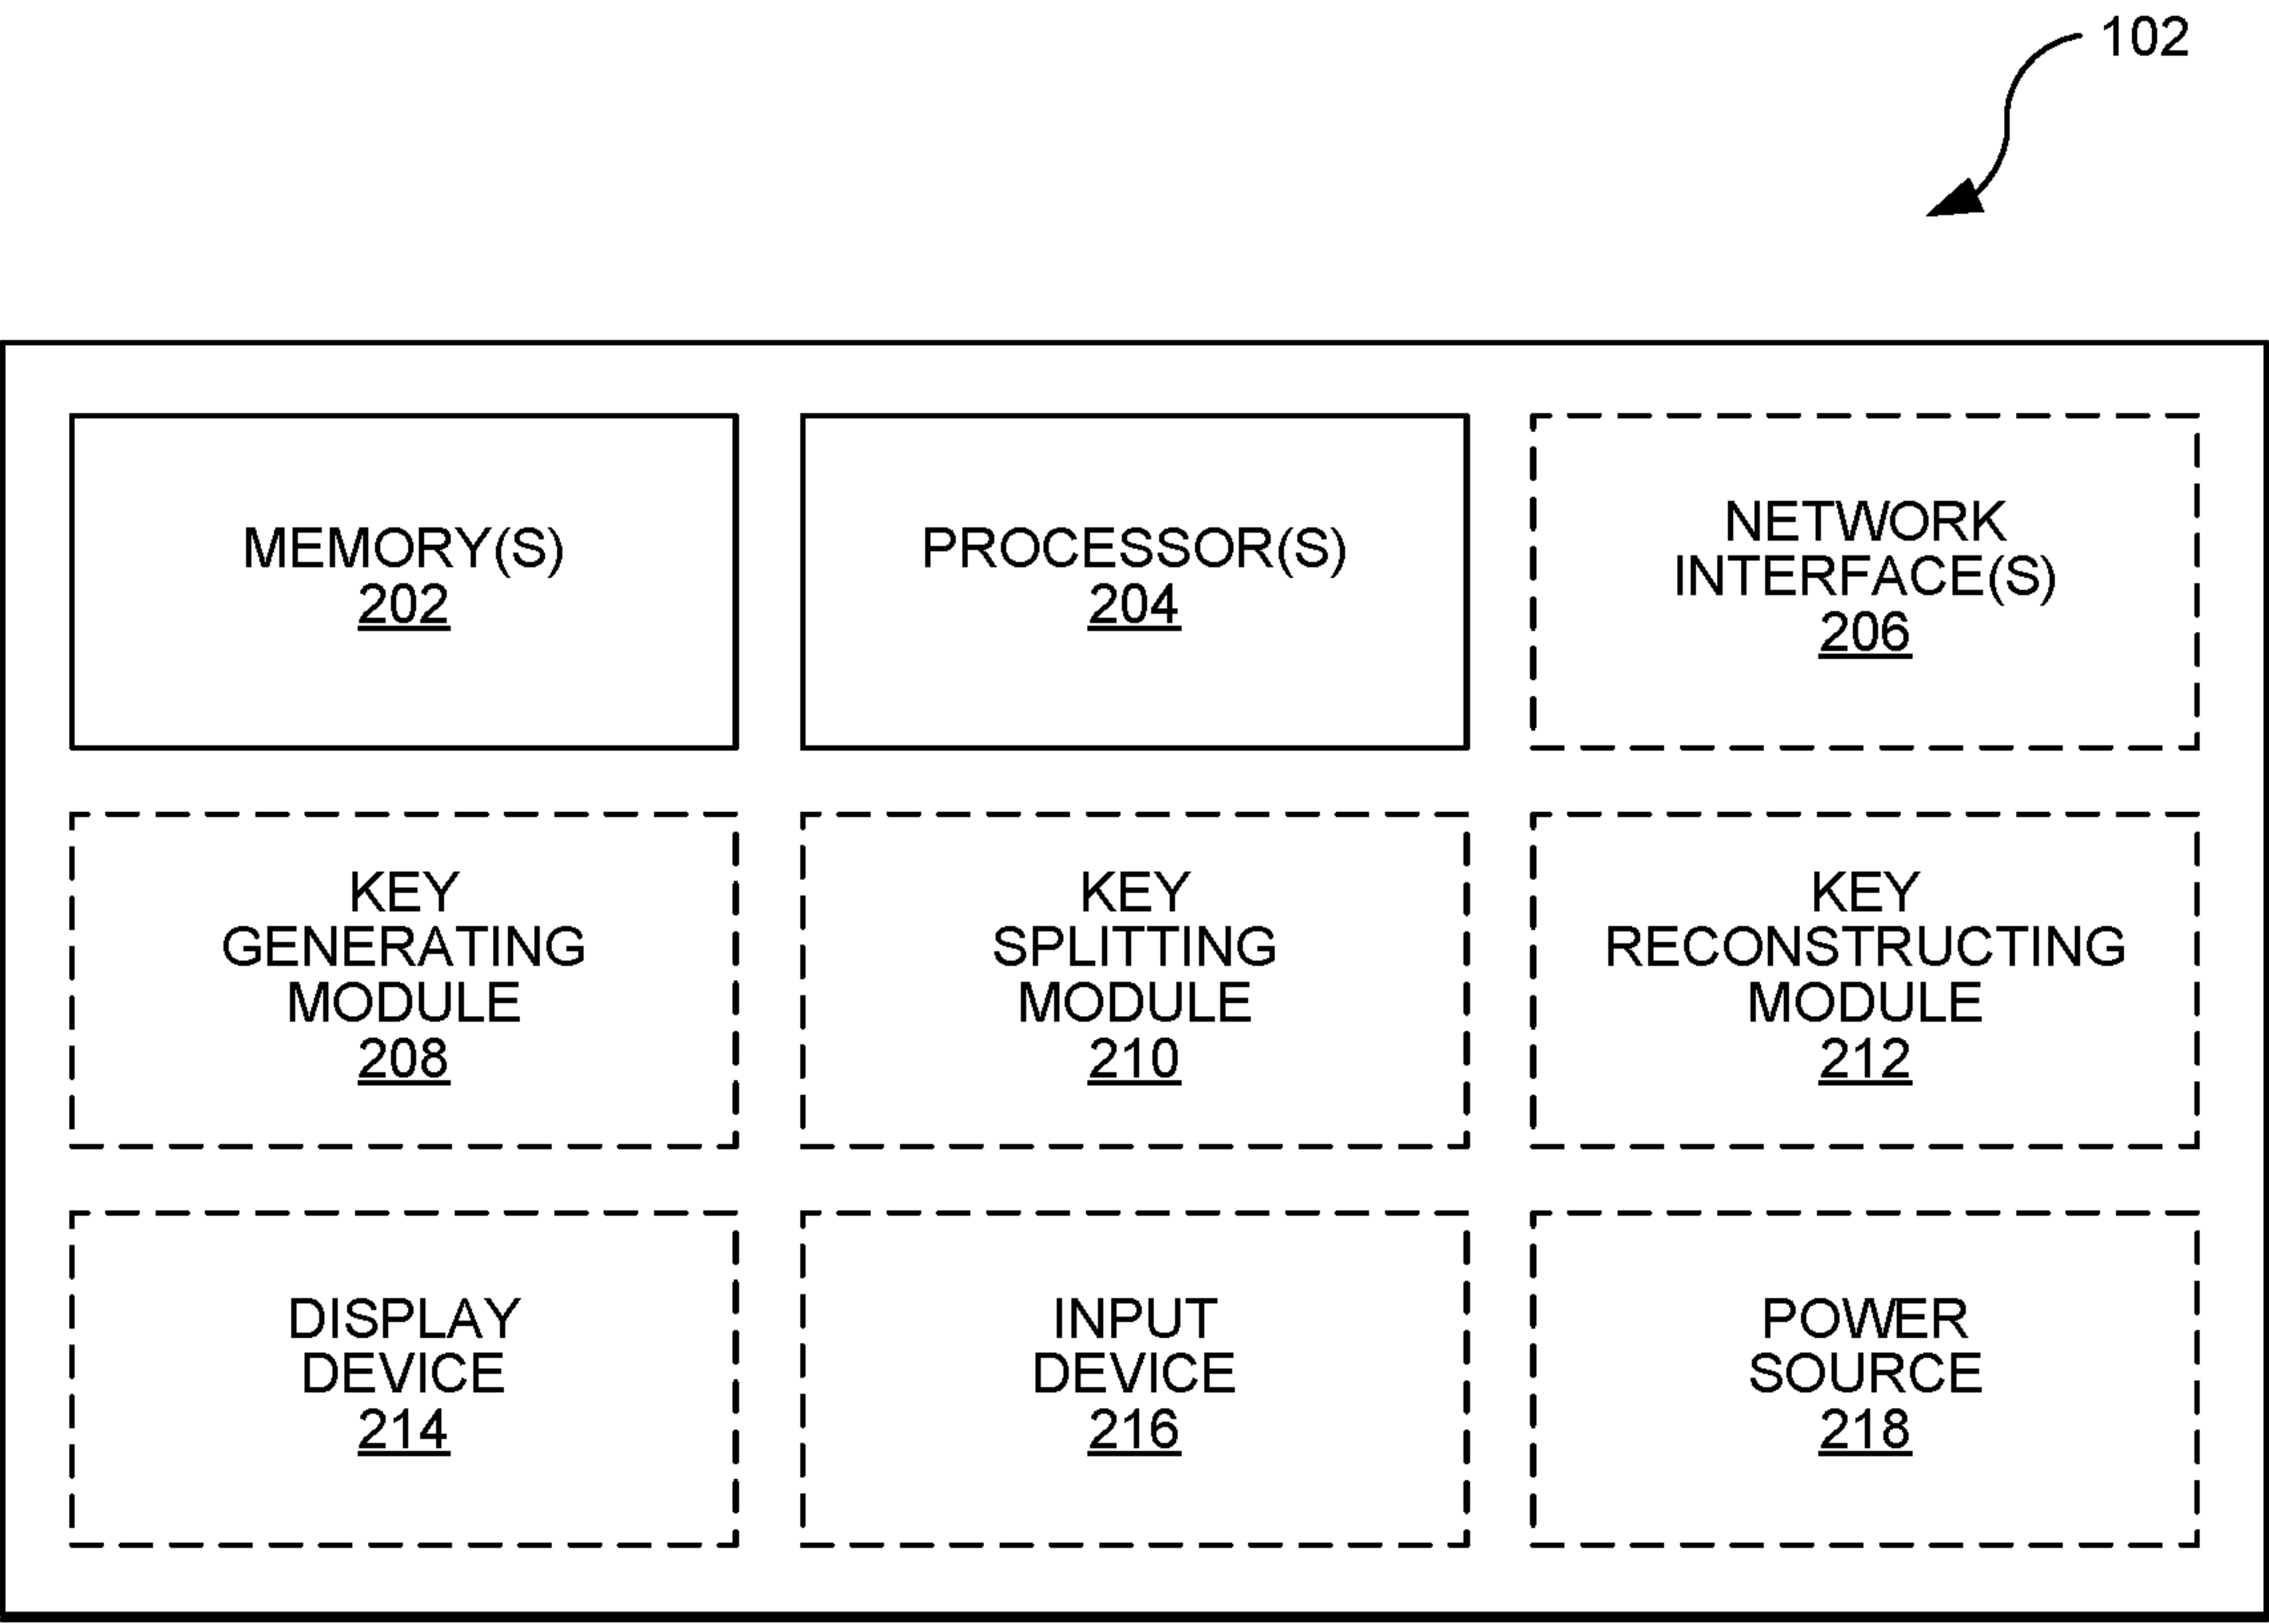 102
MEMORY(S)
202
PROCESSOR(S)
204
NETWORK
INTERFACE(S)
206
KEY
GENERATING
MODULE
208
KEY
SPLITTING
MODULE
210
KEY
RECONSTRUCTING
MODULE
212
DISPLAY
DEVICE
214
INPUT
DEVICE
216
POWER
SOURCE
218